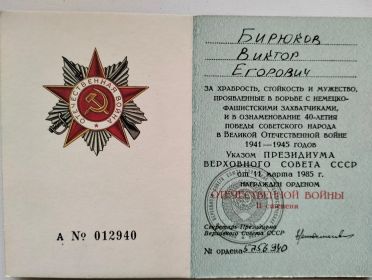 ОТЕЧЕСТВЕННАЯ ВОЙНА
А № 012940
БИРЮКОВ
ВИКТОР
ЕГОРОВИЧ
ЗА ХРАБРОСТЬ, СТОЙКОСТЬ И МУЖЕСТВО,
ПРОЯВЛЕННЫЕ В БОРЬБЕ С НЕМЕЦКО-
ФАШИСТСКИМИ ЗАХВАТЧИКАМИ,
И В ОЗНАМЕНОВАНИЕ 40-ЛЕТИЯ
ПОБЕДЫ СОВЕТСКОГО НАРОДА
В ВЕЛИКОЙ ОТЕЧЕСТВЕННОЙ ВОЙНЕ
1941—1945 ГОДОВ
УКАЗОМ ПРЕЗИДИУМА
ВЕРХОВНОГО СОВЕТА СССР
от 11 марта 1985 г.
НАГРАЖДЕН ОРДЕНОМ
ОТЕЧЕСТВЕННОЙ ВОЙНЫ
II степени
Секретарь Президиума
Верховного Совета СССР
№ ордена